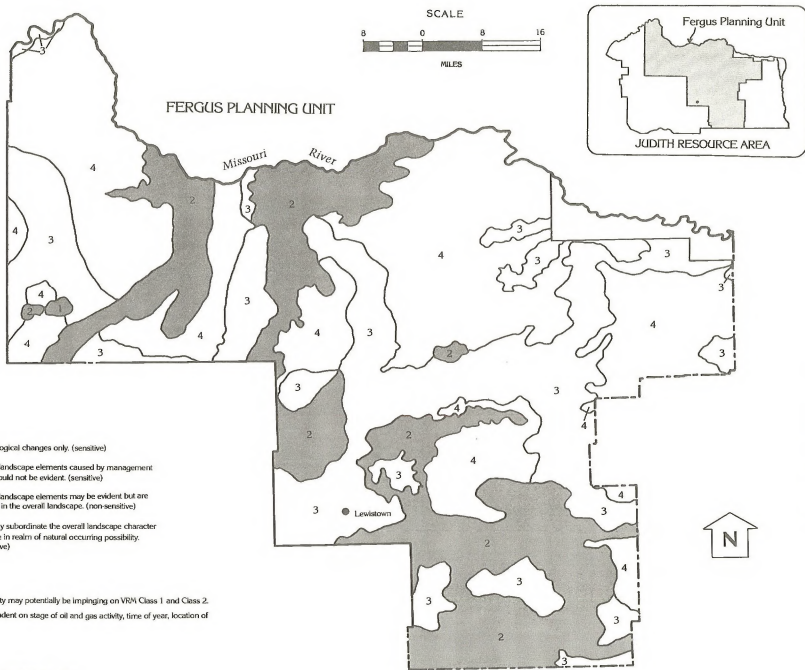 SCALE
8 0 8 16
MILES
Fergus Planning Unit
JUDITH RESOURCE AREA
FERGUS PLANNING UNIT
Missouri River
3
4
2
2
3
4
3
3
4
3
3
4
3
4
2
1
4
3
4
3
4
3
2
4
3
3
4
3
2
2
4
3
4
4
3
3
Lewistown
2
3
3
4
3
2
3
N
ogical changes only. (sensitive)
landscape elements caused by management
ould not be evident. (sensitive)
landscape elements may be evident but are
in the overall landscape. (non-sensitive)
y subordinate the overall landscape character
e in realm of natural occurring possibility.
ve)
ty may potentially be impinging on VRM Class 1 and Class 2.
dent on stage of oil and gas activity, time of year, location of